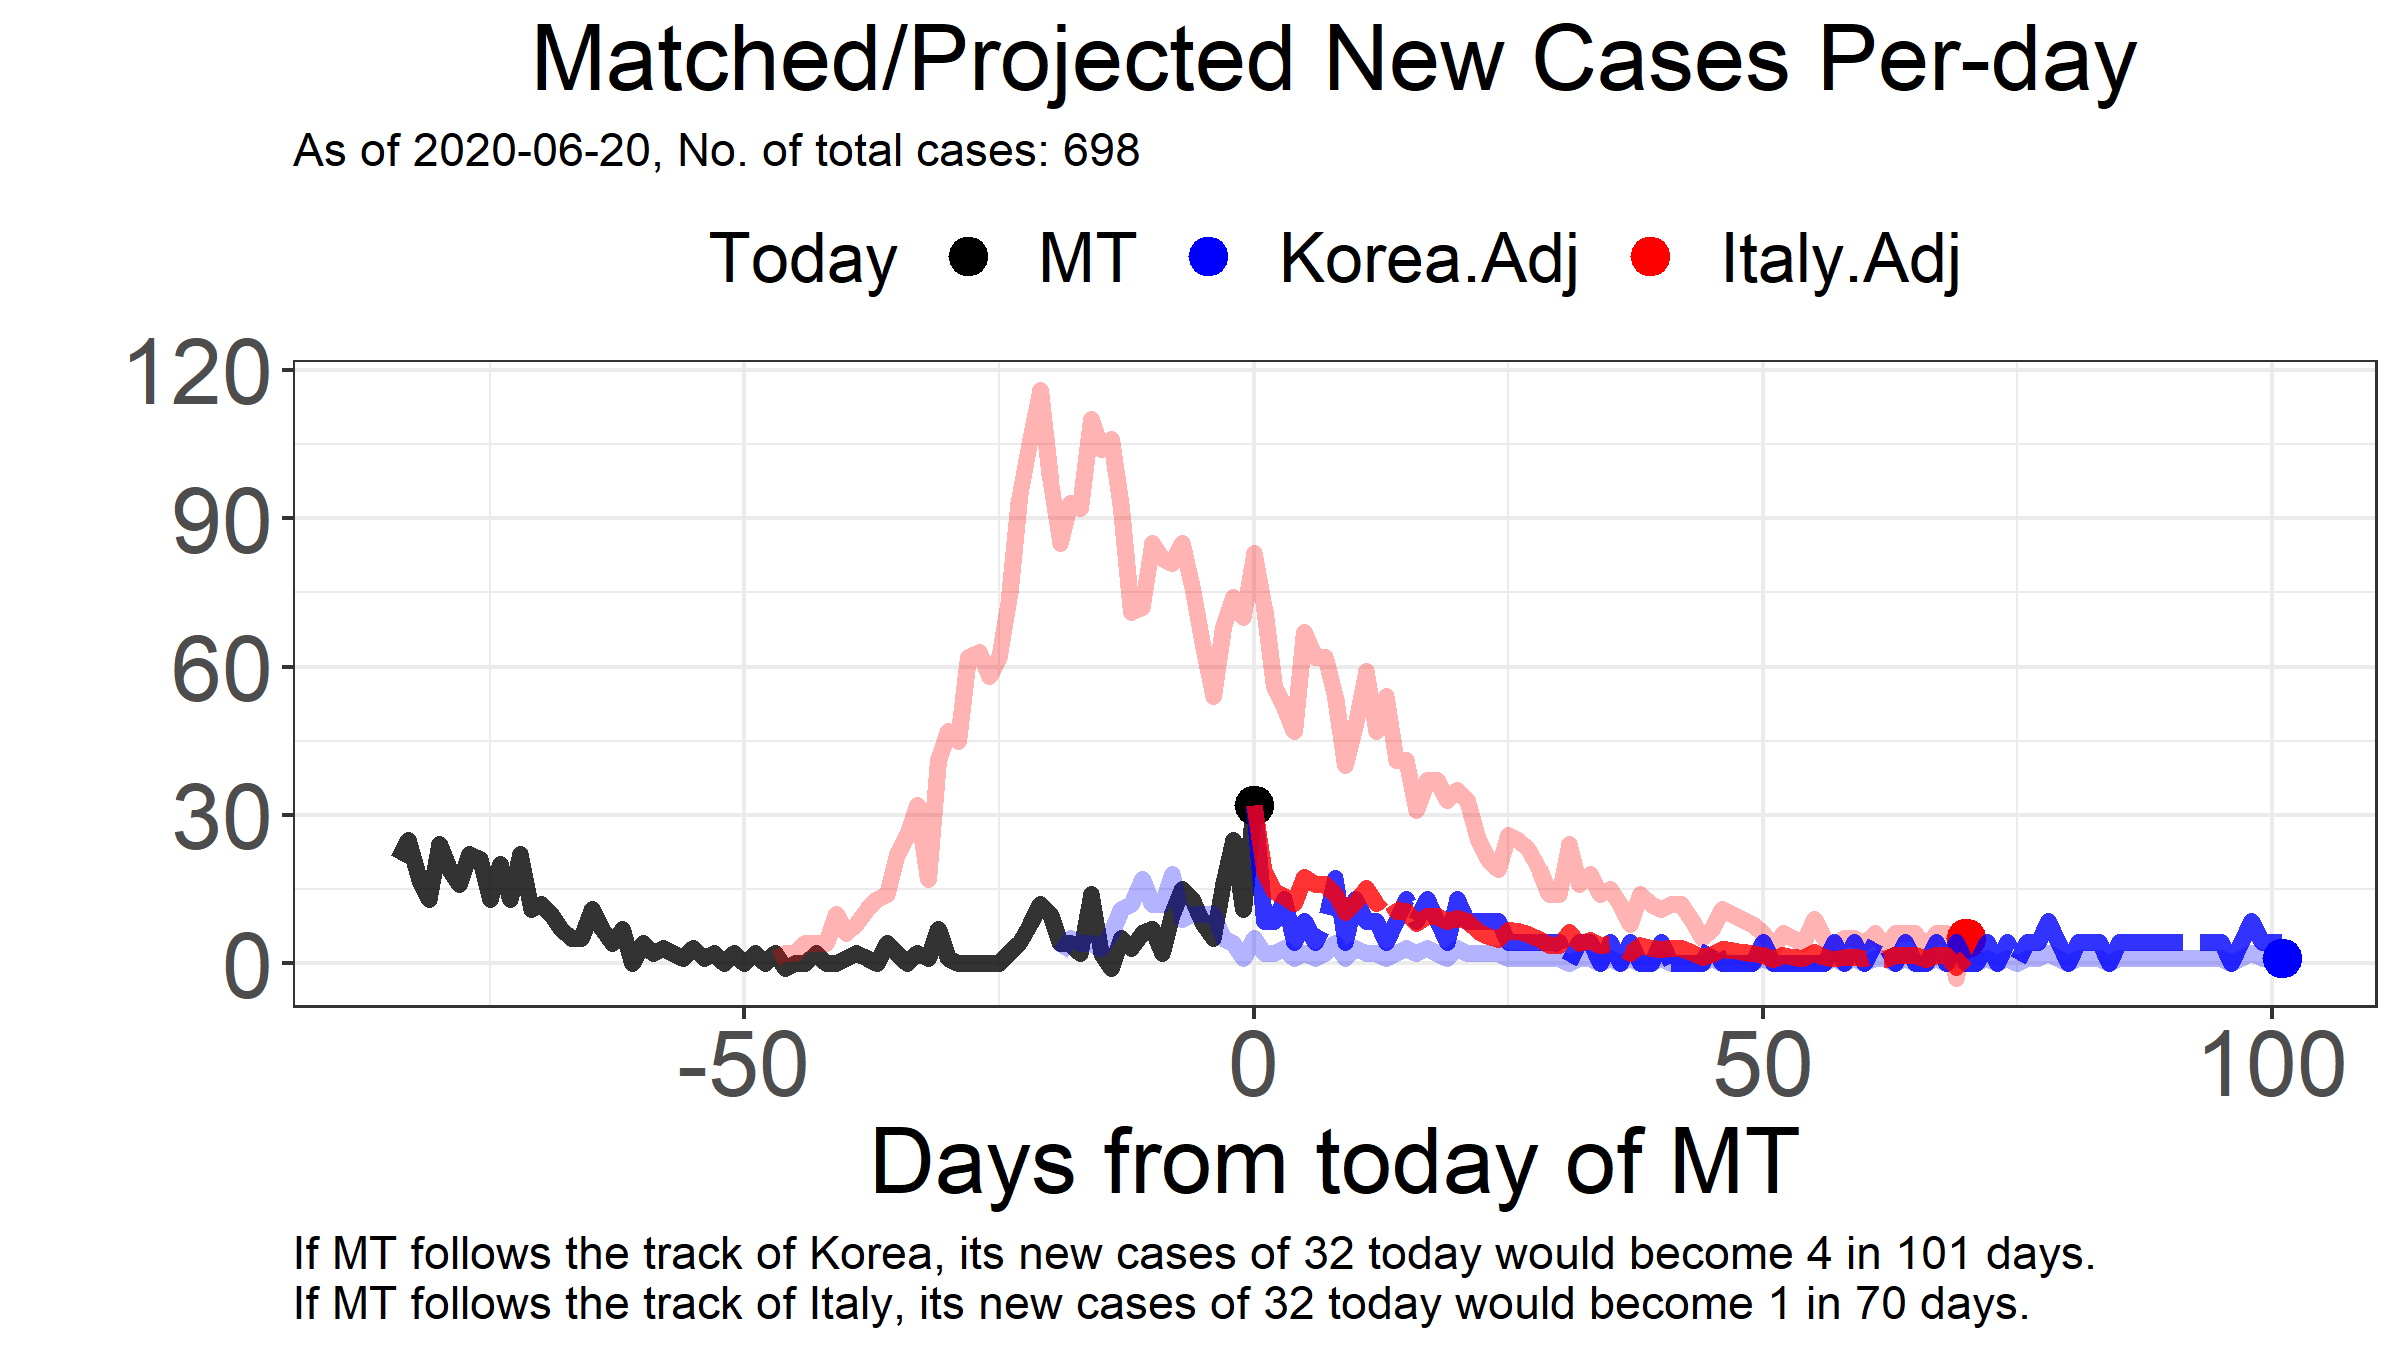 Matched/Projected New Cases Per-day
As of 2020-06-20, No. of total cases: 698
Today MT Korea.Adj Italy.Adj
120
90
60
30
0
-50 0 50 100
Days from today of MT
If MT follows the track of Korea, its new cases of 32 today would become 4 in 101 days.
If MT follows the track of Italy, its new cases of 32 today would become 1 in 70 days.